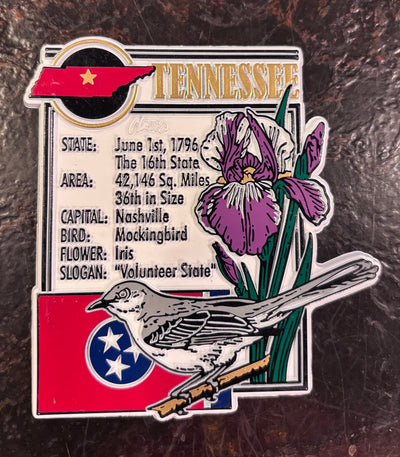 TENNESSEE
STATE: June 1st, 1796
The 16th State
AREA: 42,146 Sq. Miles
36th in Size
CAPITAL: Nashville
BIRD: Mockingbird
FLOWER: Iris
SLOGAN: "Volunteer State"